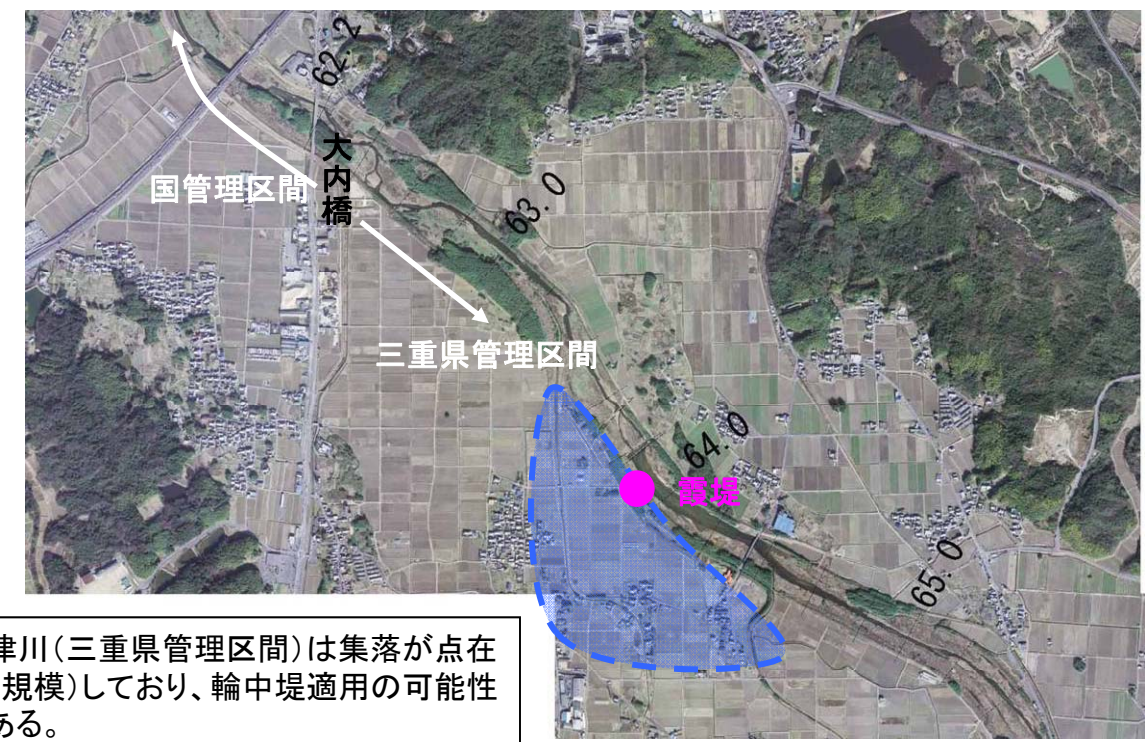 62.2
大内橋
国管理区間
63.0
三重県管理区間
64.0
霞堤
65.0
津川(三重県管理区間)は集落が点在
規模)しており、輪中堤適用の可能性
ある。